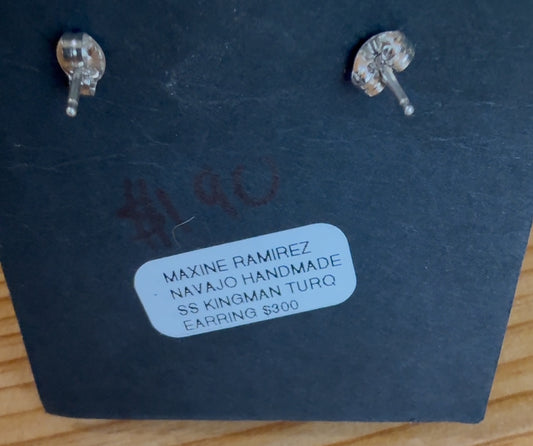 $190
MAXINE RAMIREZ
NAVAJO HANDMADE
SS KINGMAN TURQ
EARRING $300